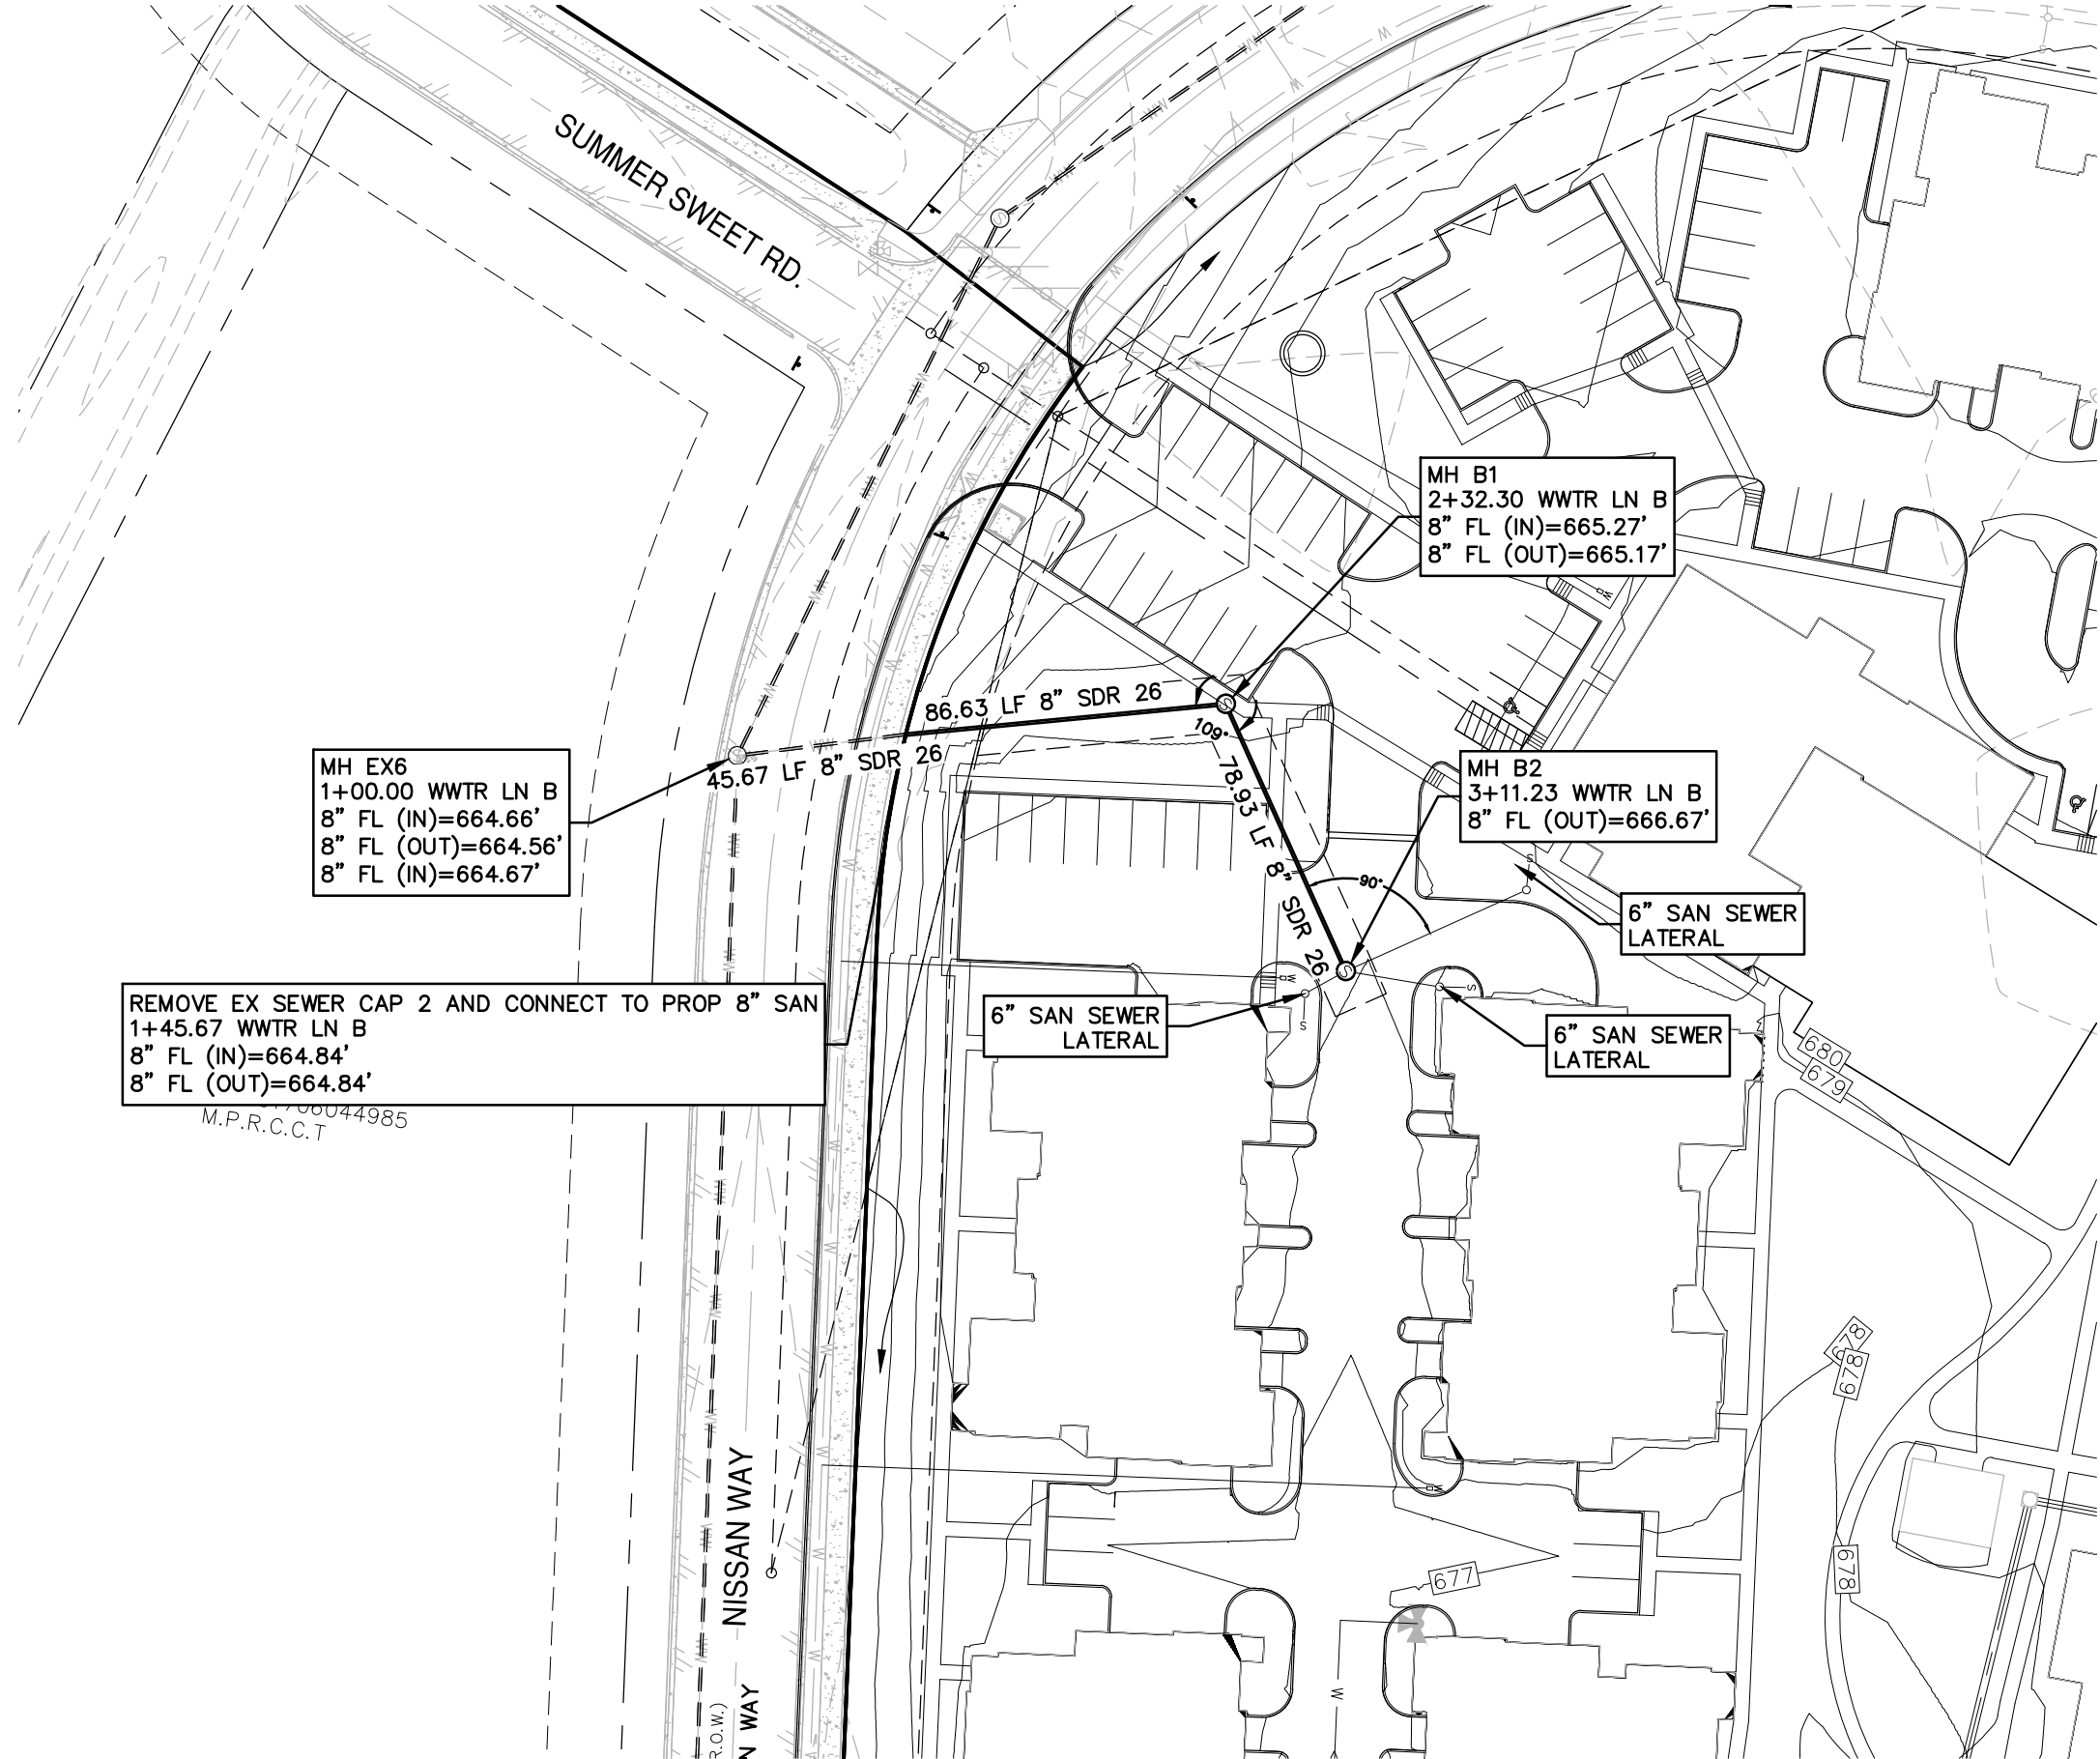 SUMMER SWEET RD.
MH B1
2+32.30 WWTR LN B
8" FL (IN)=665.27'
8" FL (OUT)=665.17'
86.63 LF 8" SDR 26
109°
45.67 LF 8" SDR 26
78.93 LF 8" SDR 26
90°
MH EX6
1+00.00 WWTR LN B
8" FL (IN)=664.66'
8" FL (OUT)=664.56'
8" FL (IN)=664.67'
MH B2
3+11.23 WWTR LN B
8" FL (OUT)=666.67'
6" SAN SEWER
LATERAL
REMOVE EX SEWER CAP 2 AND CONNECT TO PROP 8" SAN
1+45.67 WWTR LN B
8" FL (IN)=664.84'
8" FL (OUT)=664.84'
6" SAN SEWER
LATERAL
6" SAN SEWER
LATERAL
M.P.R.C.C.T
680
679
678
679
678
677
NISSAN WAY
WAY
R.O.W.)
S
S
S
W
W
W